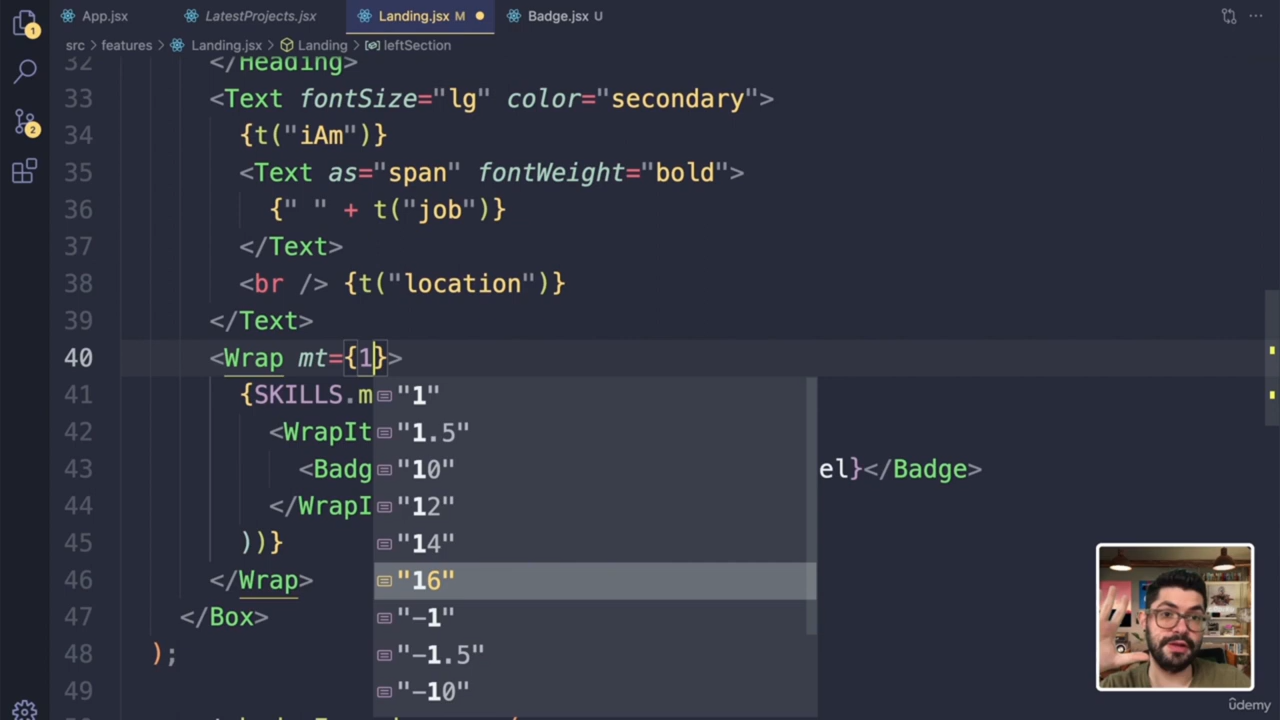 App.jsx LatestProjects.jsx Landing.jsx M Badge.jsx U
src features Landing.jsx Landing leftSection
32 </Heading>
33 <Text fontSize="lg" color="secondary">
34 {t("iAm")}
35 <Text as="span" fontWeight="bold">
36 {" " + t("job")}
37 </Text>
38 <br /> {t("location")}
39 </Text>
40 <Wrap mt={1}>
41 {SKILLS.m "1"
42 <WrapIt "1.5"
43 <Badg "10" el}</Badge>
44 </WrapI "12"
45 ))} "14"
46 </Wrap> "16"
47 </Box> "-1"
48 ); "-1.5"
49 "-10"
1
2
ûdemy